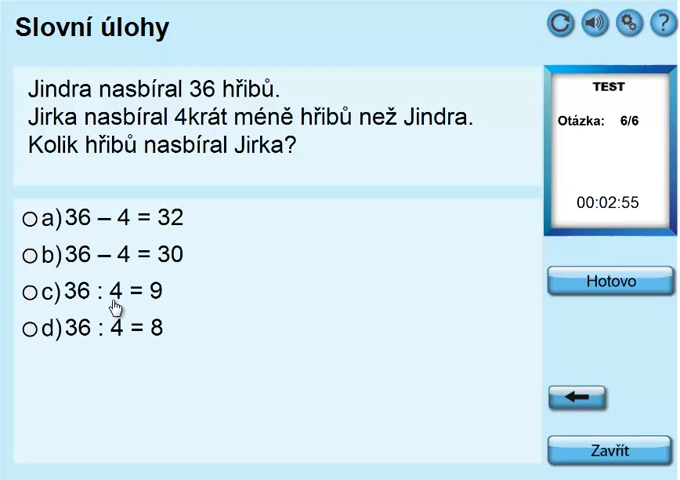 Slovní úlohy
?
Jindra nasbíral 36 hřibů.
Jirka nasbíral 4krát méně hřibů než Jindra.
Kolik hřibů nasbíral Jirka?
TEST
Otázka: 6/6
00:02:55
a) 36 – 4 = 32
b) 36 – 4 = 30
c) 36 : 4 = 9
d) 36 : 4 = 8
Hotovo
Zavřít